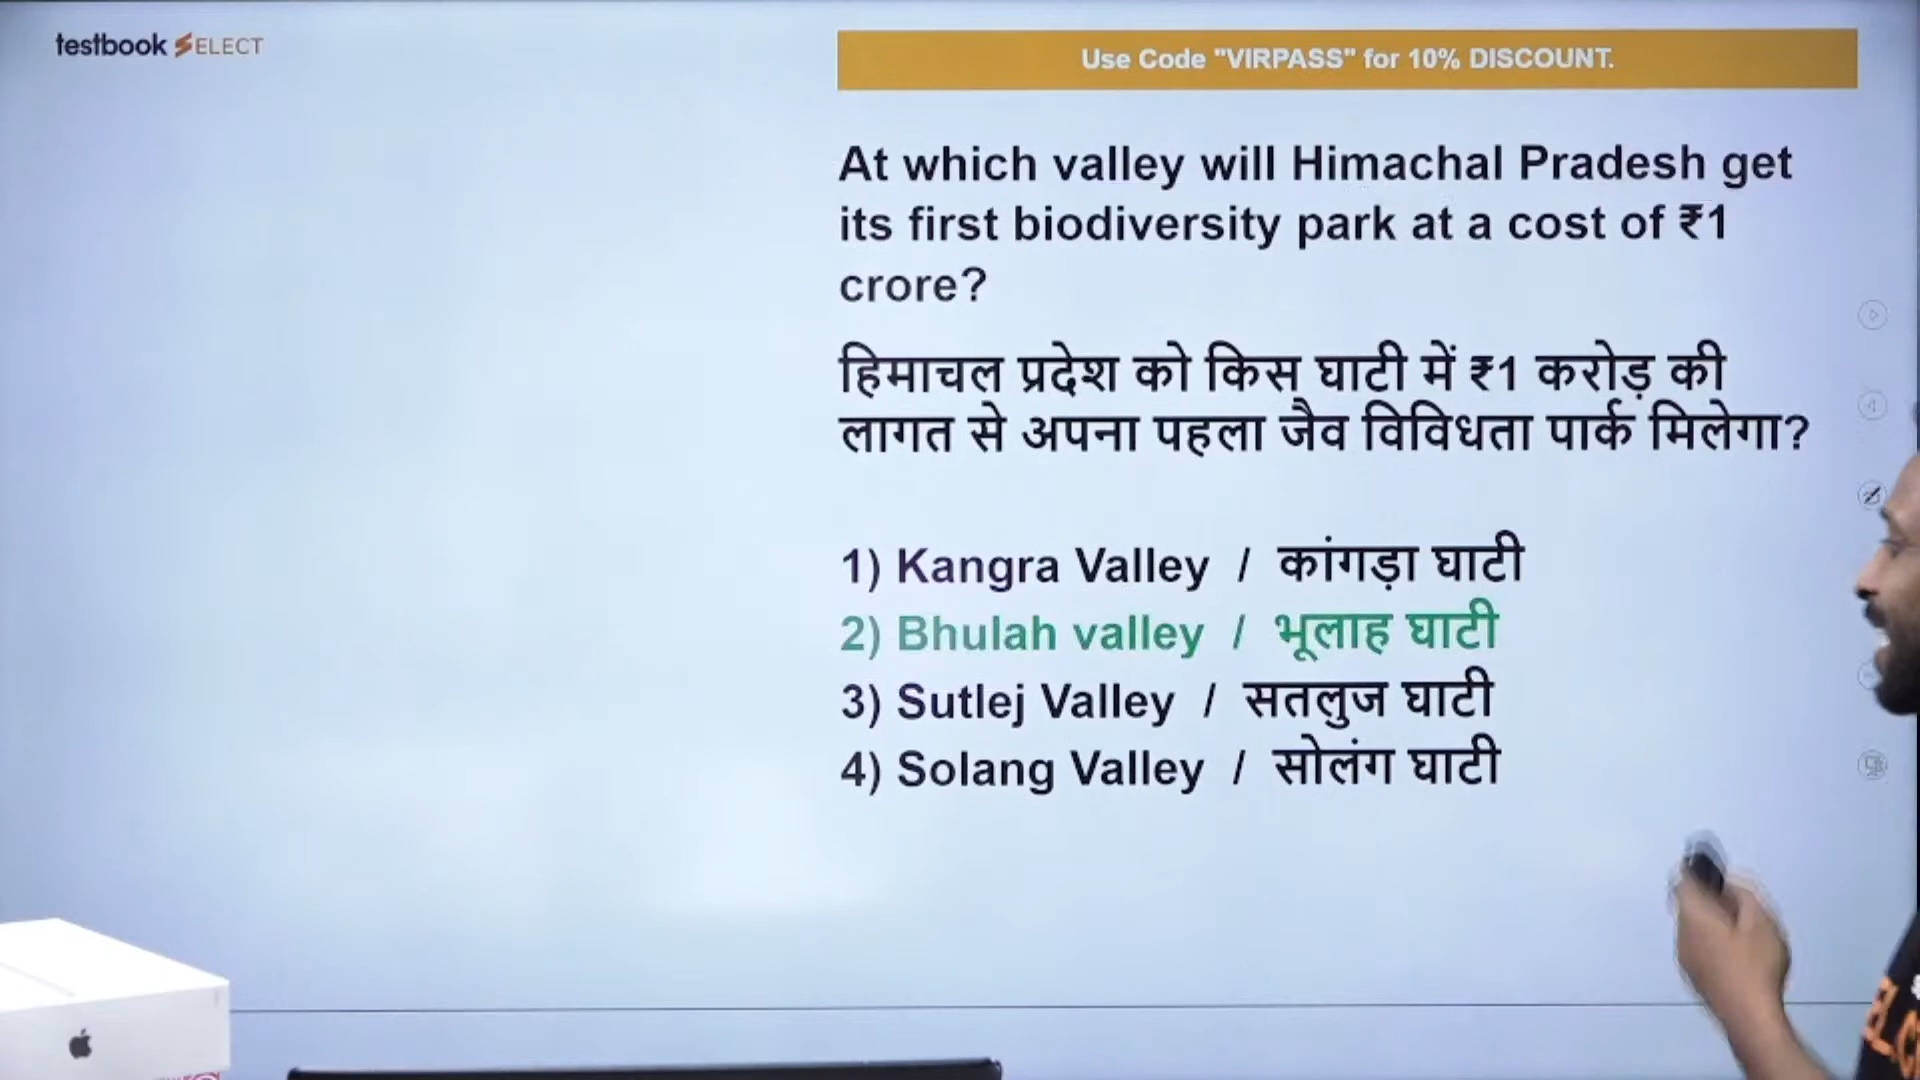 testbook SELECT
Use Code "VIRPASS" for 10% DISCOUNT.
At which valley will Himachal Pradesh get
its first biodiversity park at a cost of ₹1
crore?
हिमाचल प्रदेश को किस घाटी में ₹1 करोड़ की
लागत से अपना पहला जैव विविधता पार्क मिलेगा?
1) Kangra Valley / कांगड़ा घाटी
2) Bhulah valley / भूलाह घाटी
3) Sutlej Valley / सतलुज घाटी
4) Solang Valley / सोलंग घाटी